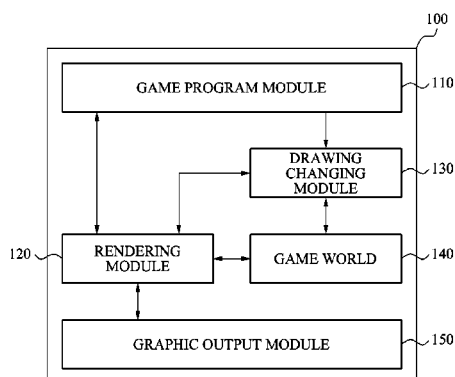 100
GAME PROGRAM MODULE
110
DRAWING
CHANGING
MODULE
130
120
RENDERING
MODULE
GAME WORLD
140
GRAPHIC OUTPUT MODULE
150